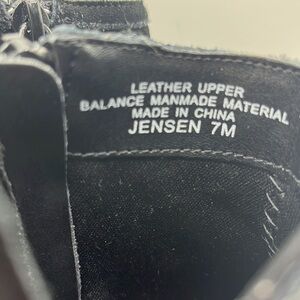 LEATHER UPPER
BALANCE MANMADE MATERIAL
MADE IN CHINA
JENSEN 7M